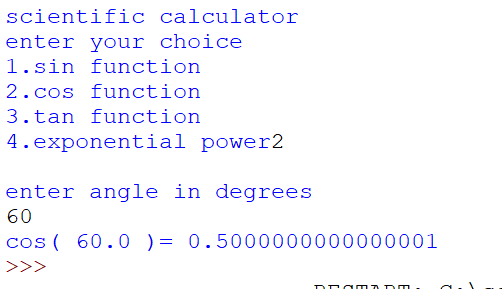 scientific calculator
enter your choice
1.sin function
2.cos function
3.tan function
4.exponential power2
enter angle in degrees
60
cos( 60.0 )= 0.5000000000000001
>>>